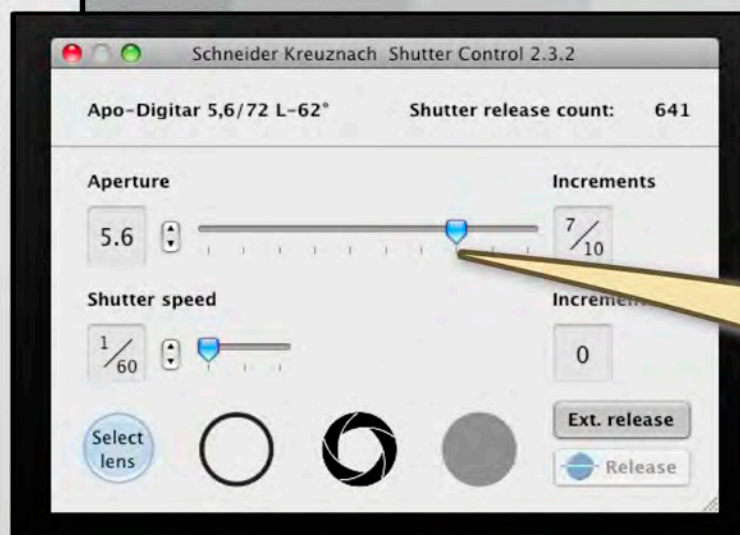 Schneider Kreuznach Shutter Control 2.3.2
Apo-Digitar 5,6/72 L-62° Shutter release count: 641
Aperture Increments
5.6 7/10
Shutter speed Incremen
1/60 0
Select lens
Ext. release
Release